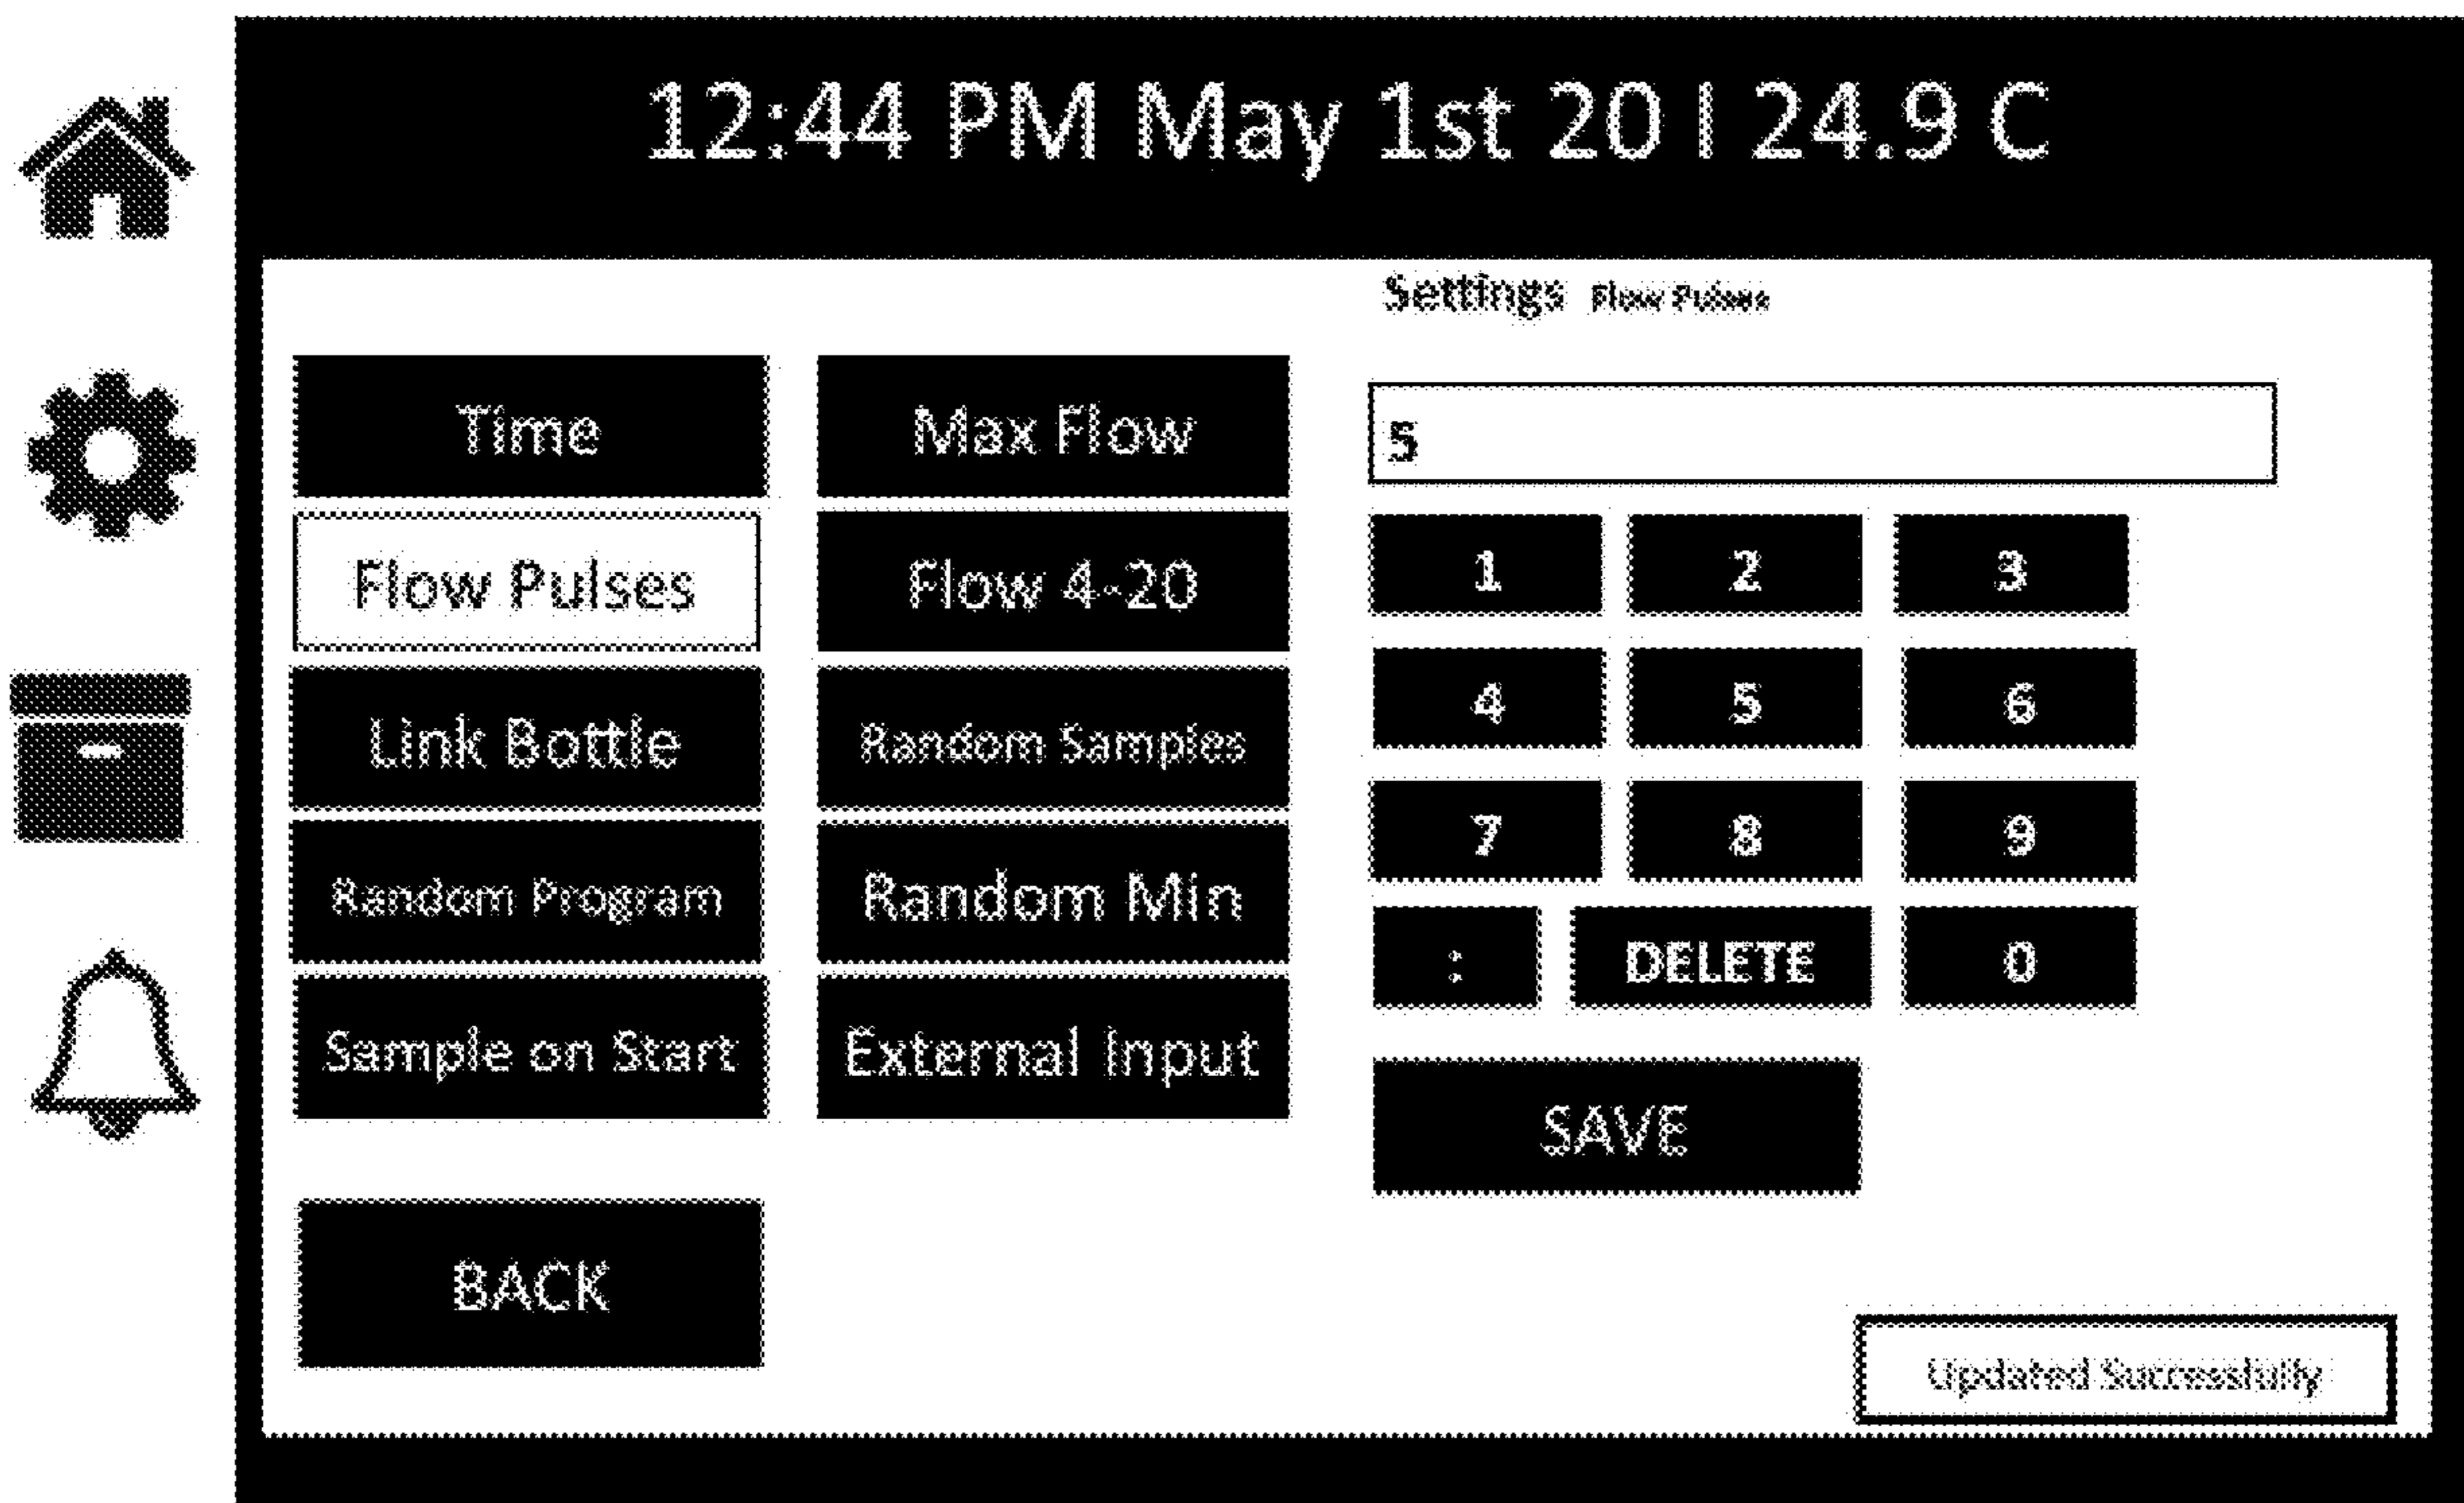 12:44 PM May 1st 20 | 24.9 C
Settings Flow Pulses
Time
Max Flow
5
Flow Pulses
Flow 4-20
1 2 3
Link Bottle
Random Samples
4 5 6
Random Program
Random Min
7 8 9
: DELETE 0
Sample on Start
External Input
SAVE
BACK
Updated Successfully